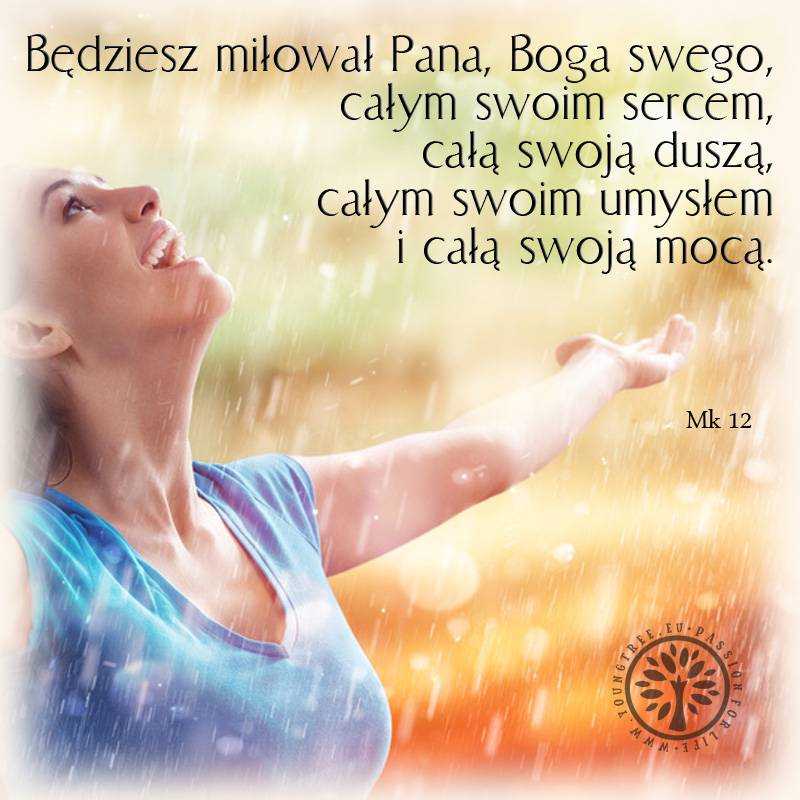 Będziesz miłował Pana, Boga swego,
całym swoim sercem,
całą swoją duszą,
całym swoim umysłem
i całą swoją mocą.
Mk 12
WWW.YOUNGTREE.EU • PASSION FOR LIFE •